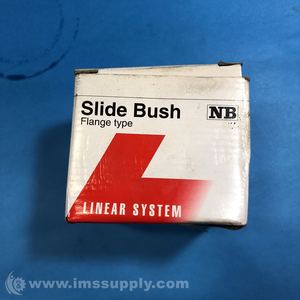 Slide Bush
Flange type
NB
LINEAR SYSTEM
www.imssupply.com